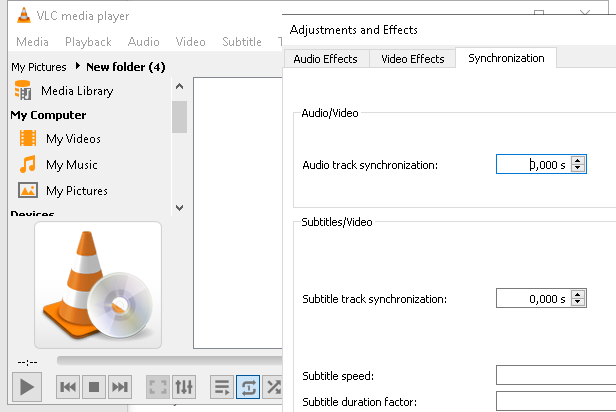 VLC media player
Media Playback Audio Video Subtitle
My Pictures New folder (4)
Media Library
My Computer
My Videos
My Music
My Pictures
Devices
--:--
Adjustments and Effects
Audio Effects Video Effects Synchronization
Audio/Video
Audio track synchronization: 0,000 s
Subtitles/Video
Subtitle track synchronization: 0,000 s
Subtitle speed:
Subtitle duration factor: